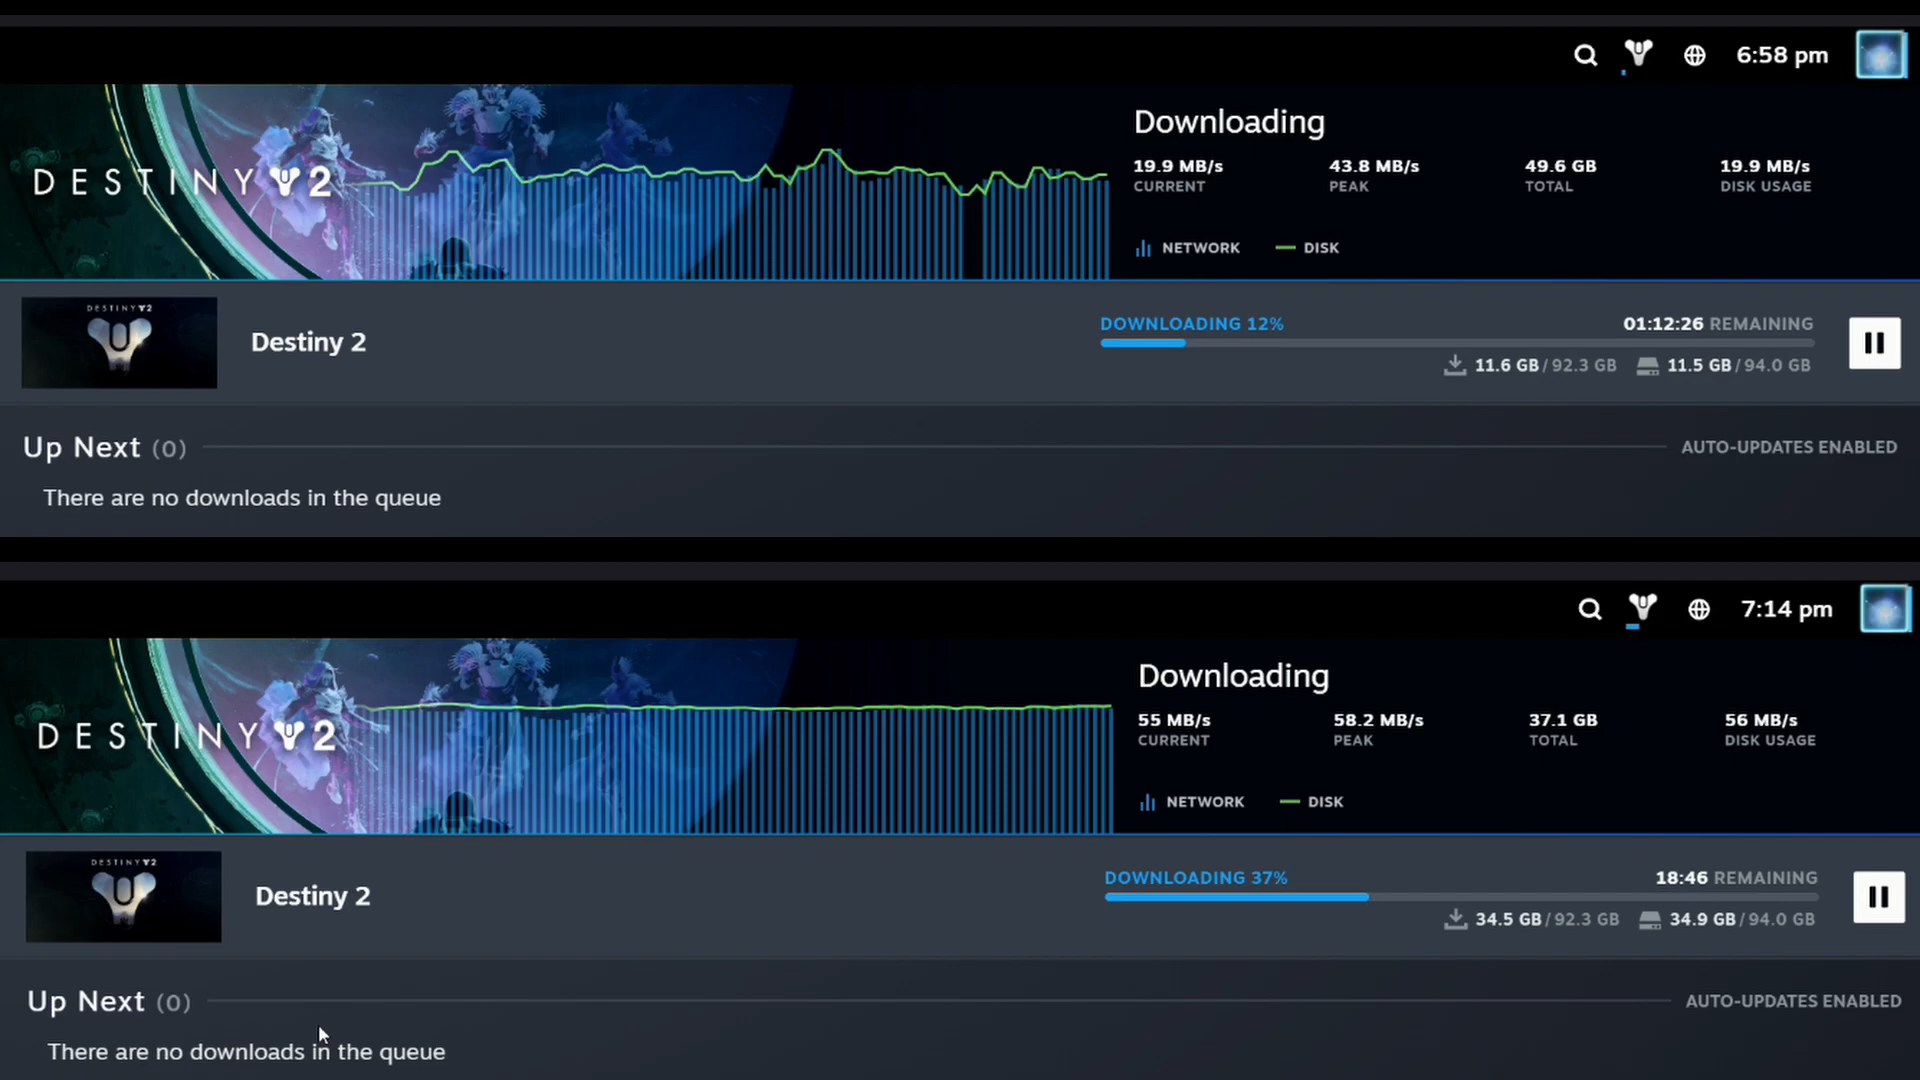 6:58 pm
DESTINY 2
Downloading
19.9 MB/s 43.8 MB/s 49.6 GB 19.9 MB/s
CURRENT PEAK TOTAL DISK USAGE
NETWORK DISK
DESTINY 2
Destiny 2
DOWNLOADING 12% 01:12:26 REMAINING
11.6 GB / 92.3 GB 11.5 GB / 94.0 GB
Up Next (0) AUTO-UPDATES ENABLED
There are no downloads in the queue
7:14 pm
DESTINY 2
Downloading
55 MB/s 58.2 MB/s 37.1 GB 56 MB/s
CURRENT PEAK TOTAL DISK USAGE
NETWORK DISK
DESTINY 2
Destiny 2
DOWNLOADING 37% 18:46 REMAINING
34.5 GB / 92.3 GB 34.9 GB / 94.0 GB
Up Next (0) AUTO-UPDATES ENABLED
There are no downloads in the queue